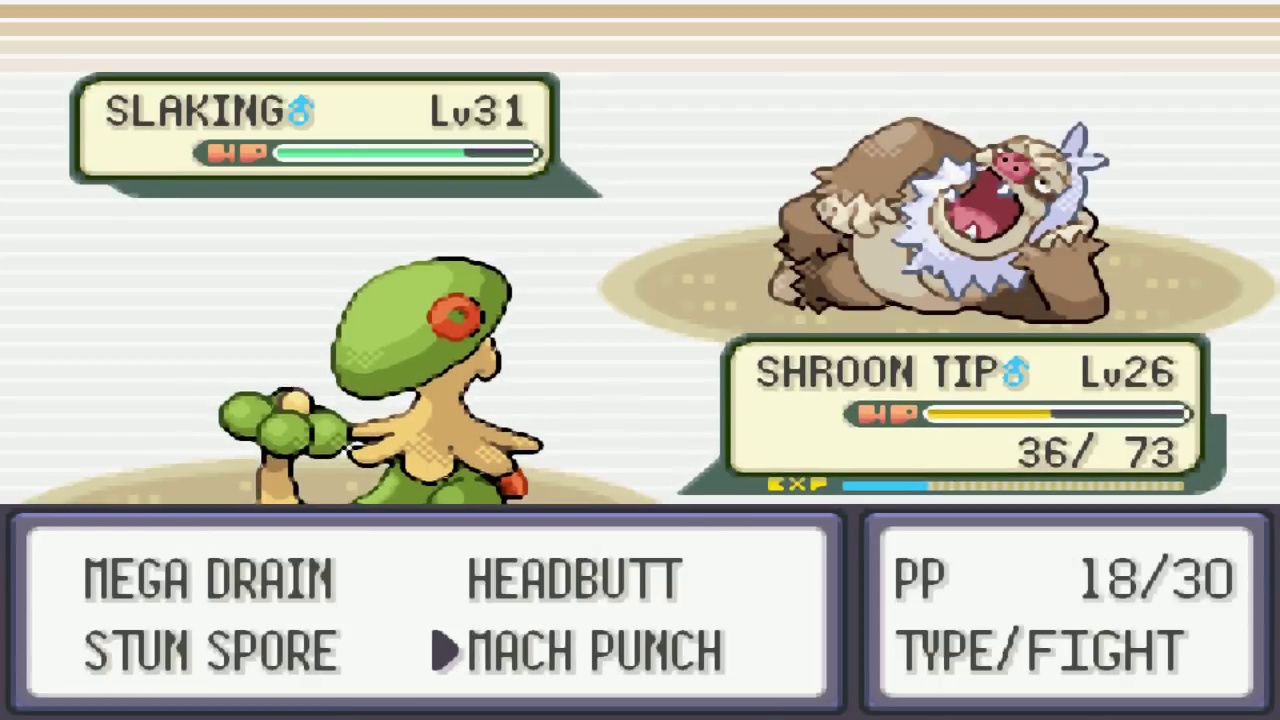 SLAKING♂ Lv31
HP
SHROON TIP♂ Lv26
HP
36/ 73
EXP
MEGA DRAIN HEADBUTT
STUN SPORE MACH PUNCH
PP 18/30
TYPE/FIGHT